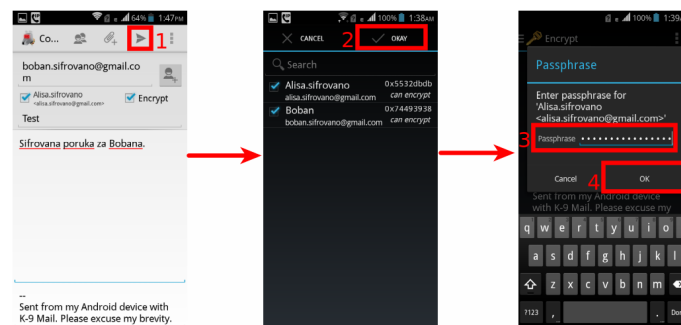 64% 1:47PM
Co...
1
boban.sifrovano@gmail.co
m
Alisa.sifrovano
<alisa.sifrovano@gmail.com>
Encrypt
Test
Sifrovana poruka za Bobana.
--
Sent from my Android device with
K-9 Mail. Please excuse my brevity.
100% 1:38AM
CANCEL
2
OKAY
Search
Alisa.sifrovano 0x5532dbdb
alisa.sifrovano@gmail.com can encrypt
Boban 0x74493938
boban.sifrovano@gmail.com can encrypt
100% 1:39
Encrypt
Passphrase
Enter passphrase for
'Alisa.sifrovano
<alisa.sifrovano@gmail.com>'
3
Passphrase
Cancel
4
OK
Sent from my Android device
with K-9 Mail. Please excuse my
q w e r t y u i o
a s d f g h j k l
z x c v b n m
?123 , . Don